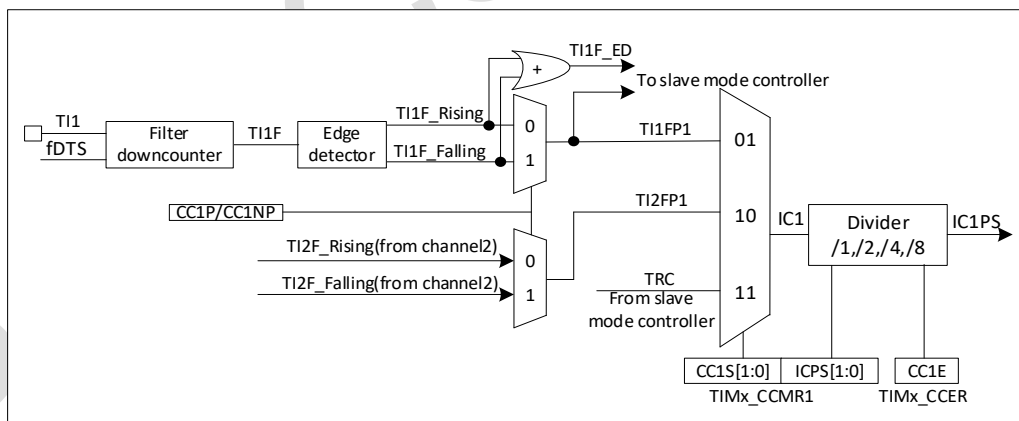 TI1F_ED
To slave mode controller
TI1
fDTS
Filter
downcounter
TI1F
Edge
detector
TI1F_Rising
TI1F_Falling
+
0
1
TI1FP1
01
CC1P/CC1NP
TI2FP1
10
TI2F_Rising(from channel2)
TI2F_Falling(from channel2)
0
1
TRC
From slave
mode controller
11
IC1
Divider
/1,/2,/4,/8
IC1PS
CC1S[1:0]
ICPS[1:0]
CC1E
TIMx_CCMR1
TIMx_CCER